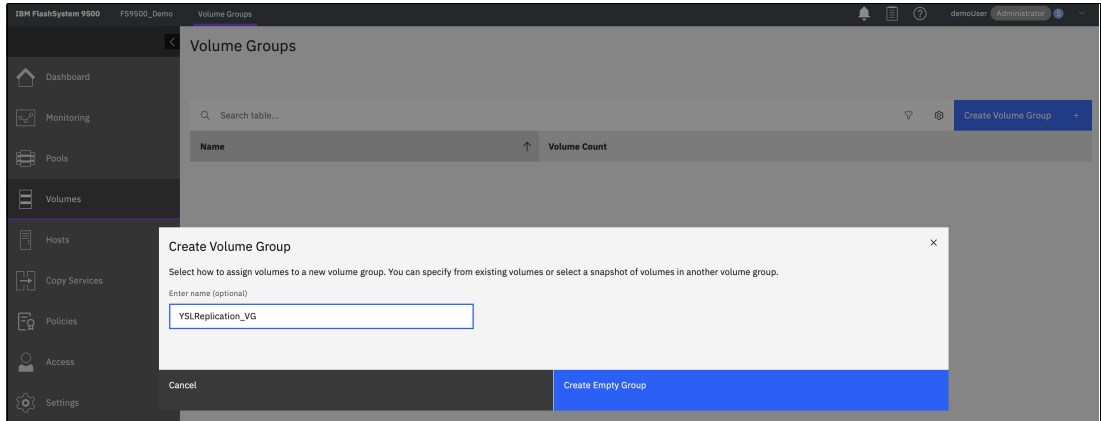 IBM FlashSystem 9500 FS9500_Demo Volume Groups demoUser Administrator S
Volume Groups
Dashboard
Monitoring
Search table...
Create Volume Group +
Name Volume Count
Pools
Volumes
Hosts
Create Volume Group
Select how to assign volumes to a new volume group. You can specify from existing volumes or select a snapshot of volumes in another volume group.
Copy Services
Enter name (optional)
YSLReplication_VG
Policies
Access
Cancel
Create Empty Group
Settings